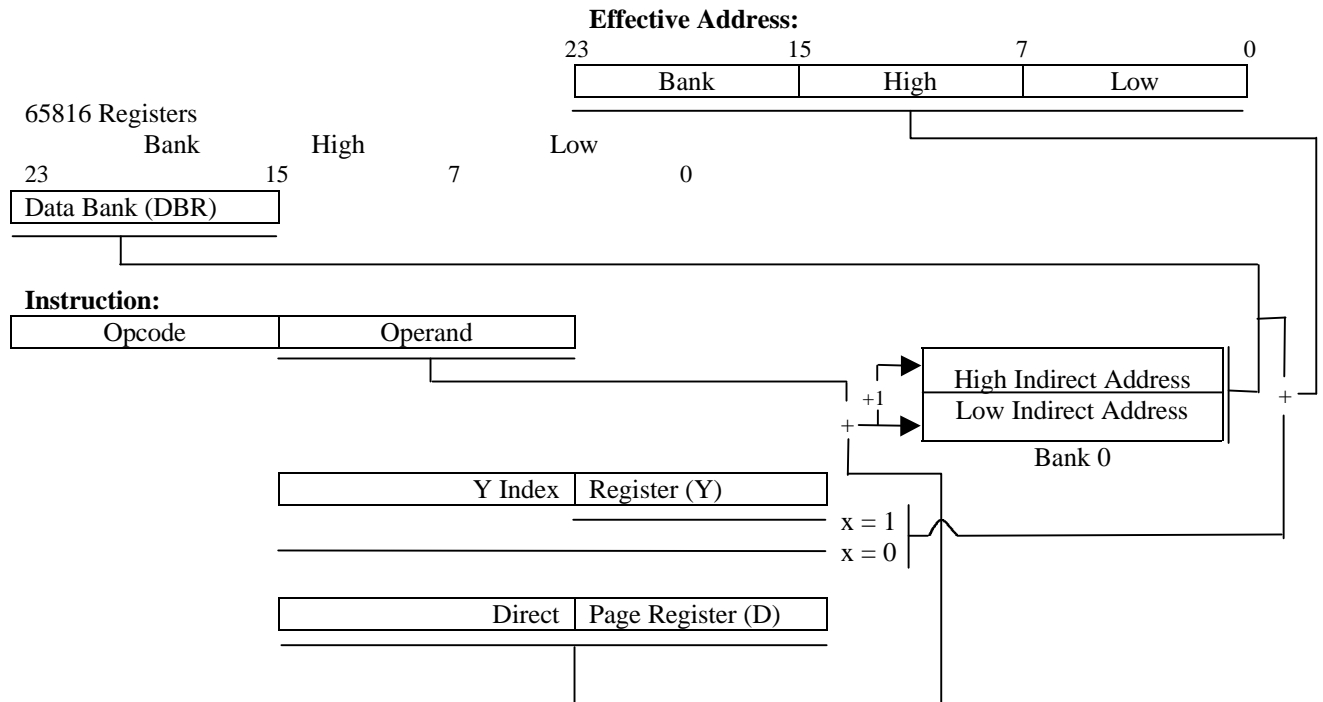 Effective Address:
23 15 7 0
Bank High Low
65816 Registers
Bank High Low
23 15 7 0
Data Bank (DBR)
Instruction:
Opcode Operand
High Indirect Address
+1
+
Low Indirect Address
+
Bank 0
Y Index Register (Y)
x = 1
x = 0
Direct Page Register (D)